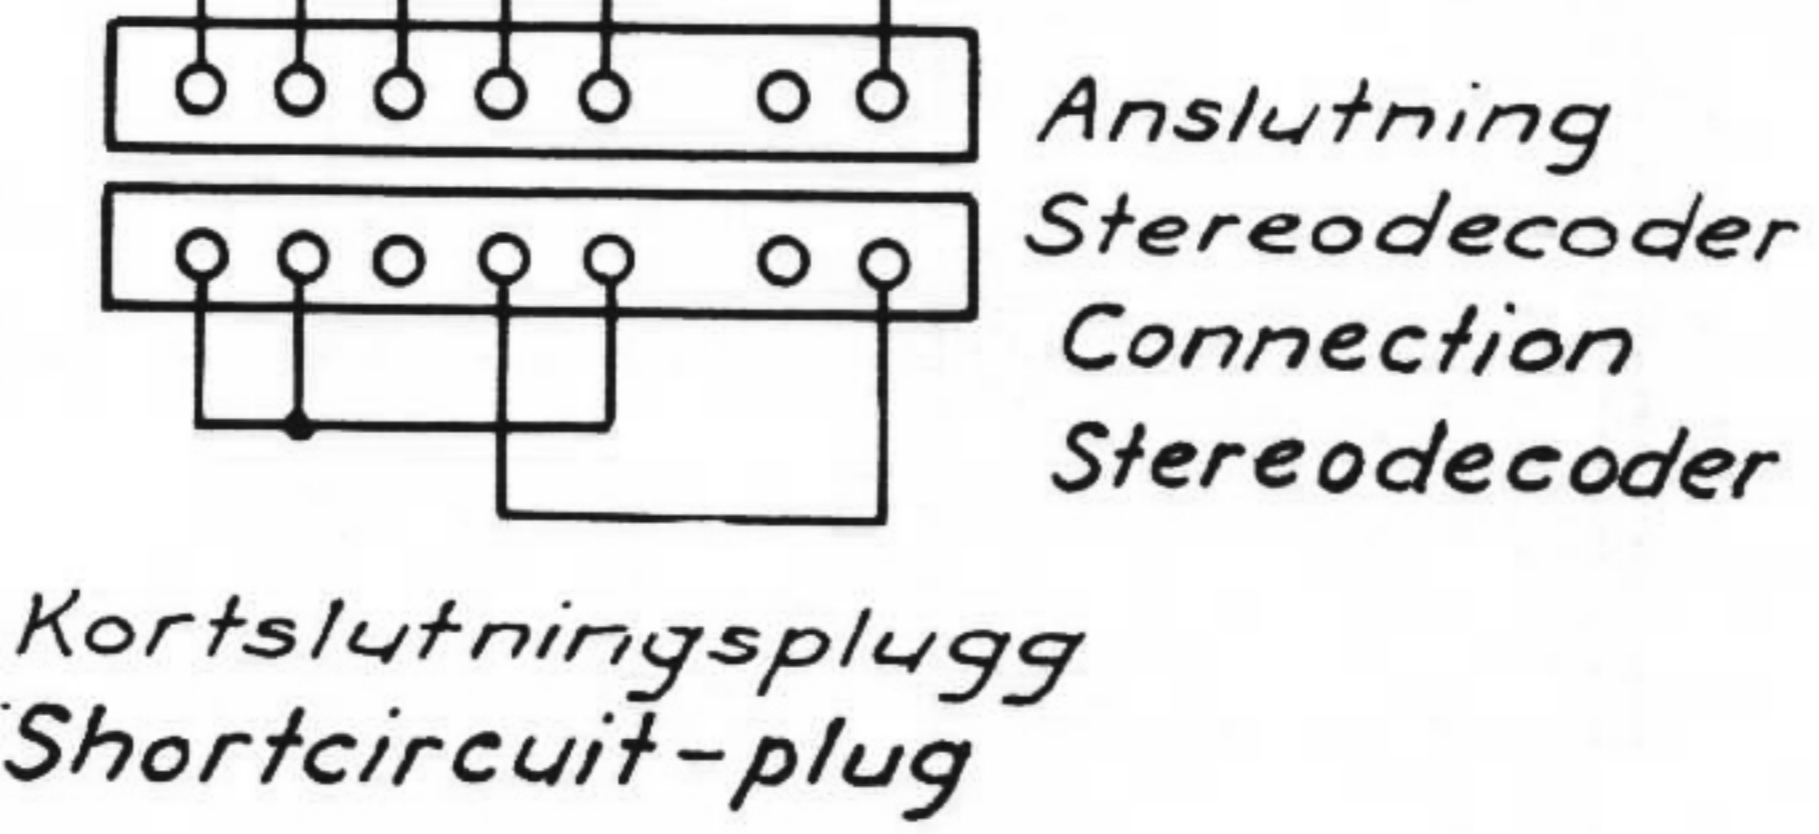 Anslutning
Stereodecoder
Connection
Stereodecoder
Kortslutningsplugg
Shortcircuit-plug